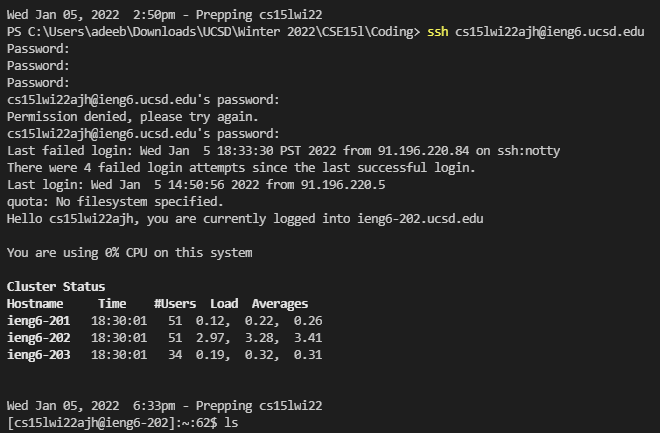 Wed Jan 05, 2022  2:50pm - Prepping cs15lwi22
PS C:\Users\adeeb\Downloads\UCSD\Winter 2022\CSE15l\Coding> ssh cs15lwi22ajh@ieng6.ucsd.edu
Password:
Password:
Password:
cs15lwi22ajh@ieng6.ucsd.edu's password:
Permission denied, please try again.
cs15lwi22ajh@ieng6.ucsd.edu's password:
Last failed login: Wed Jan  5 18:33:30 PST 2022 from 91.196.220.84 on ssh:notty
There were 4 failed login attempts since the last successful login.
Last login: Wed Jan  5 14:50:56 2022 from 91.196.220.5
quota: No filesystem specified.
Hello cs15lwi22ajh, you are currently logged into ieng6-202.ucsd.edu
You are using 0% CPU on this system
Cluster Status
Hostname     Time    #Users  Load  Averages
ieng6-201   18:30:01   51  0.12,  0.22,  0.26
ieng6-202   18:30:01   51  2.97,  3.28,  3.41
ieng6-203   18:30:01   34  0.19,  0.32,  0.31
Wed Jan 05, 2022  6:33pm - Prepping cs15lwi22
[cs15lwi22ajh@ieng6-202]:~:62$ ls